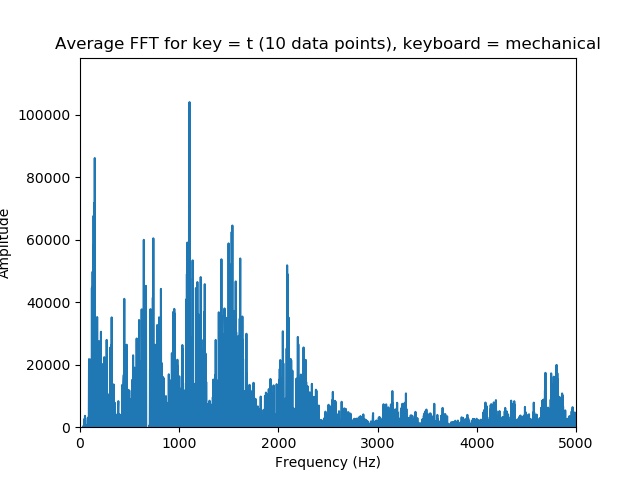 Average FFT for key = t (10 data points), keyboard = mechanical
100000
80000
60000
40000
20000
0
Amplitude
0 1000 2000 3000 4000 5000
Frequency (Hz)